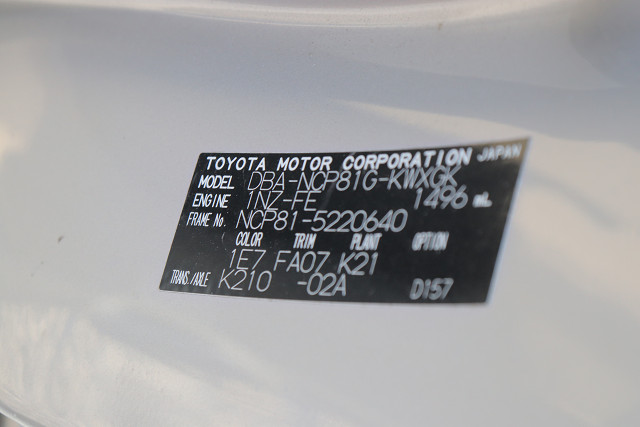 TOYOTA MOTOR CORPORATION JAPAN
MODEL DBA-NCP81G-KWXGK
ENGINE 1NZ-FE 1496 mL
FRAME No. NCP81-5220640
COLOR TRIM PLANT OPTION
1E7 FA07 K21
TRANS./AXLE K210 -02A D157